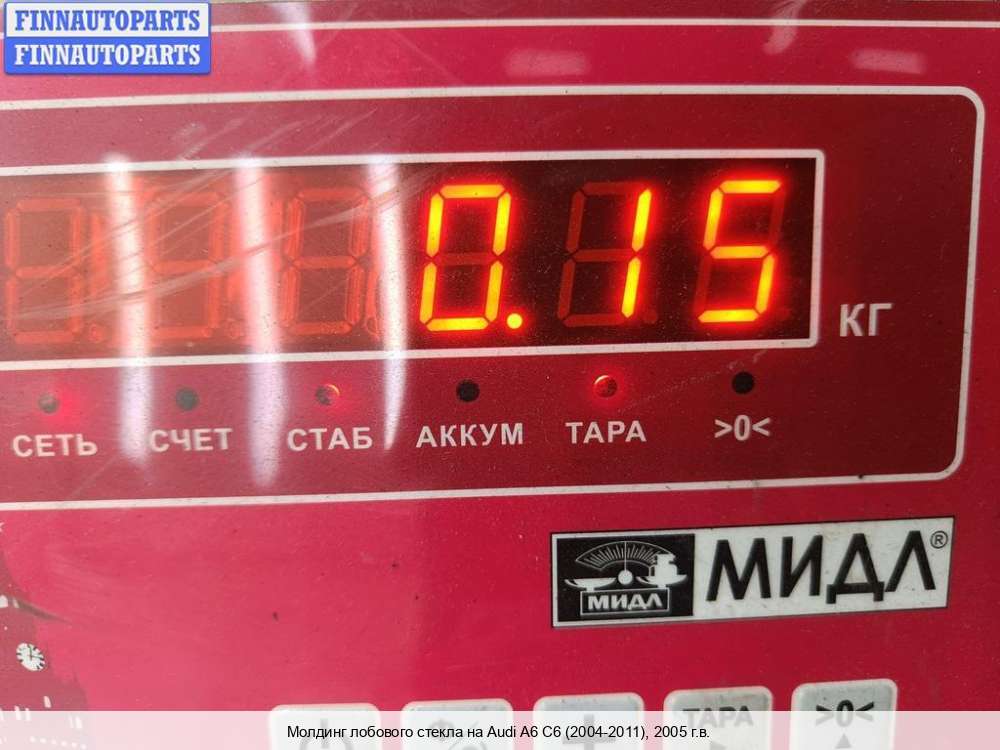 FINNAUTOPARTS
FINNAUTOPARTS
0.15
КГ
СЕТЬ СЧЕТ СТАБ АККУМ ТАРА >0<
МИДЛ
МИДЛ®
ТАРА >0<
Молдинг лобового стекла на Audi A6 C6 (2004-2011), 2005 г.в.